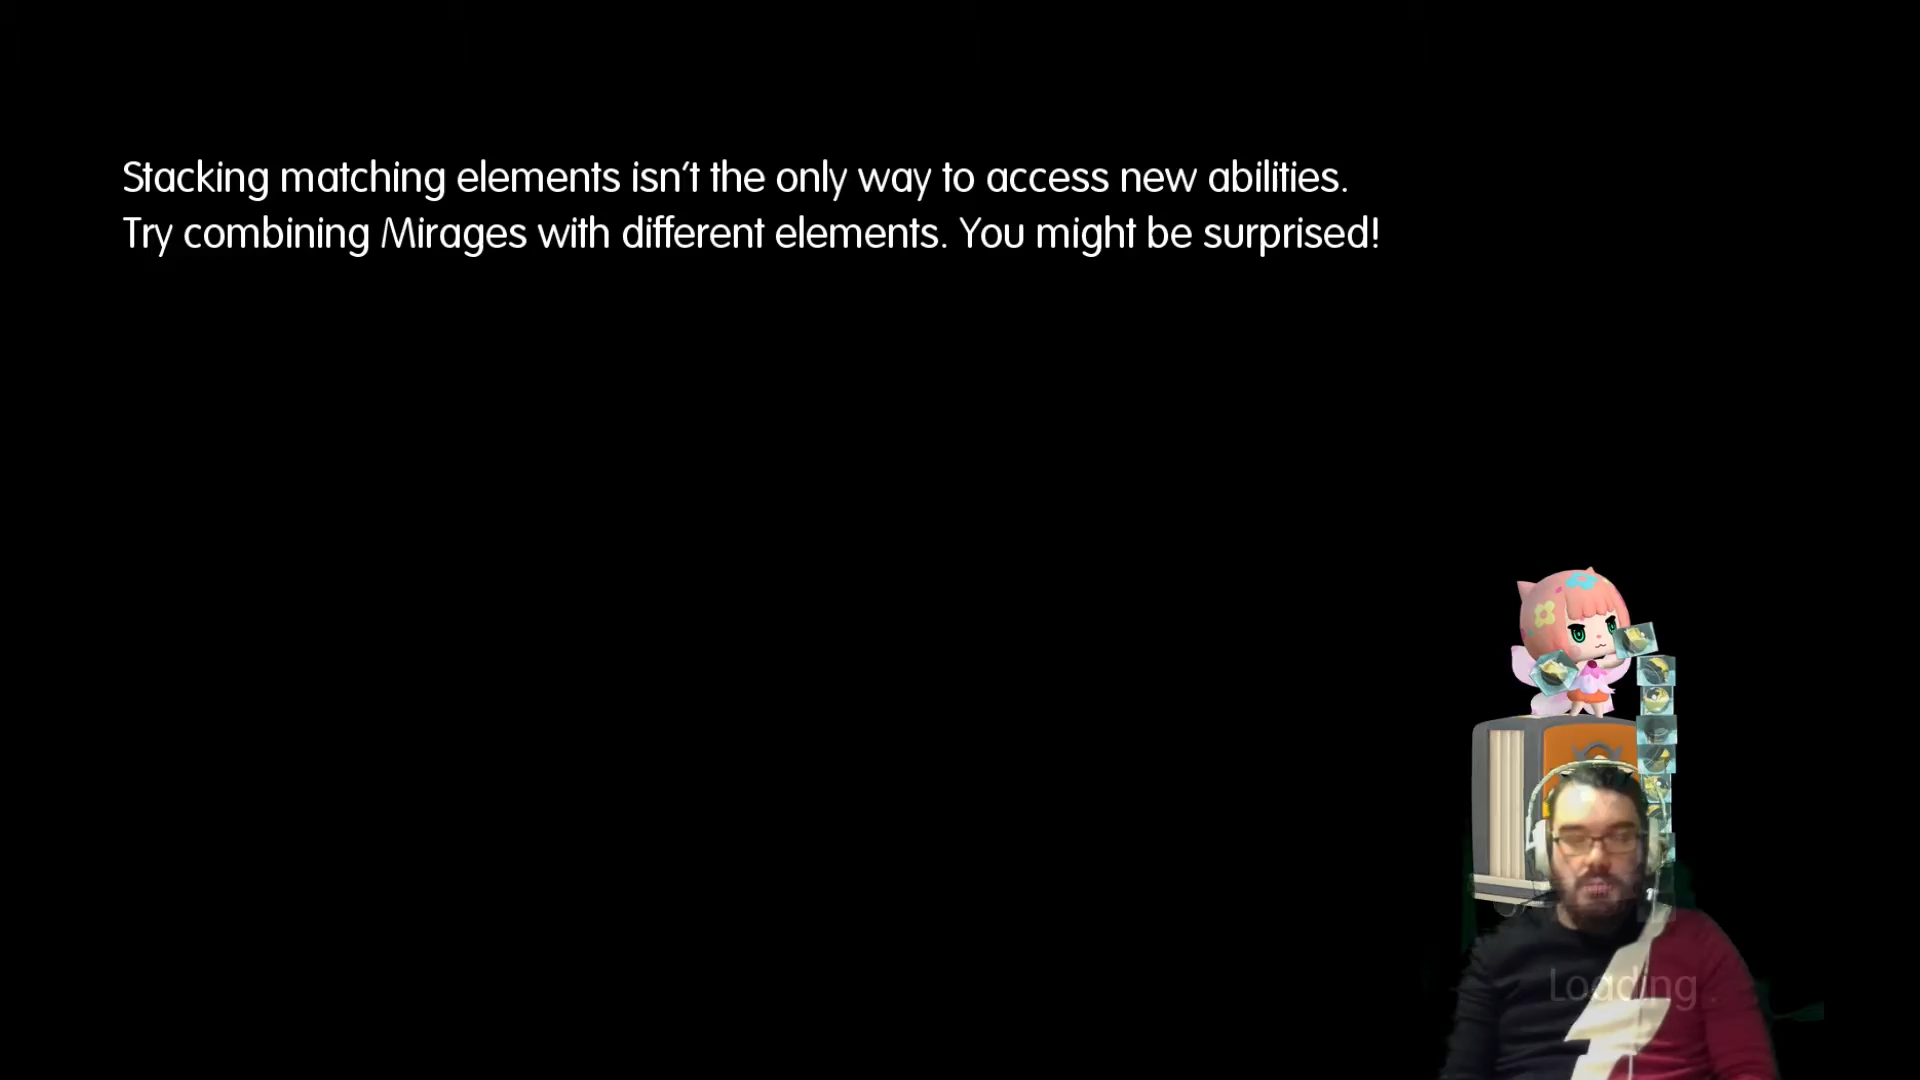 Stacking matching elements isn't the only way to access new abilities.
Try combining Mirages with different elements. You might be surprised!
Loading..